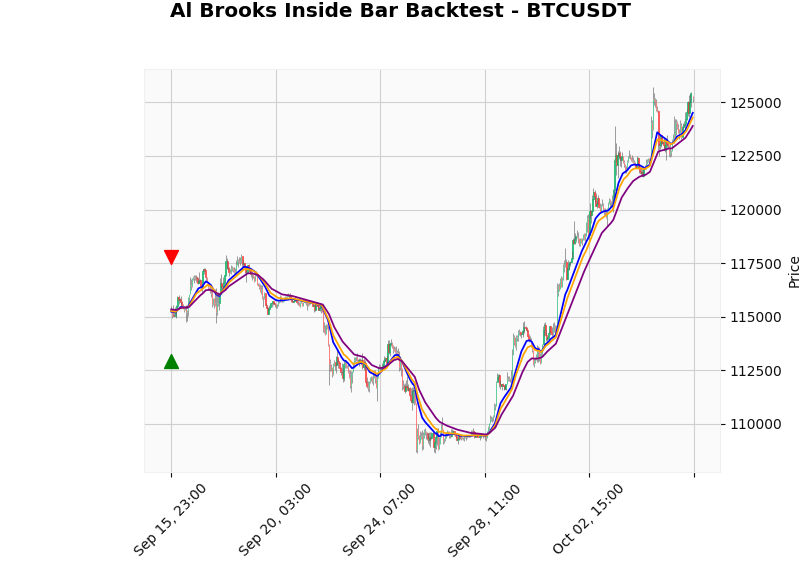 Al Brooks Inside Bar Backtest - BTCUSDT
125000
122500
120000
117500
115000
112500
110000
Price
Sep 15, 23:00
Sep 20, 03:00
Sep 24, 07:00
Sep 28, 11:00
Oct 02, 15:00